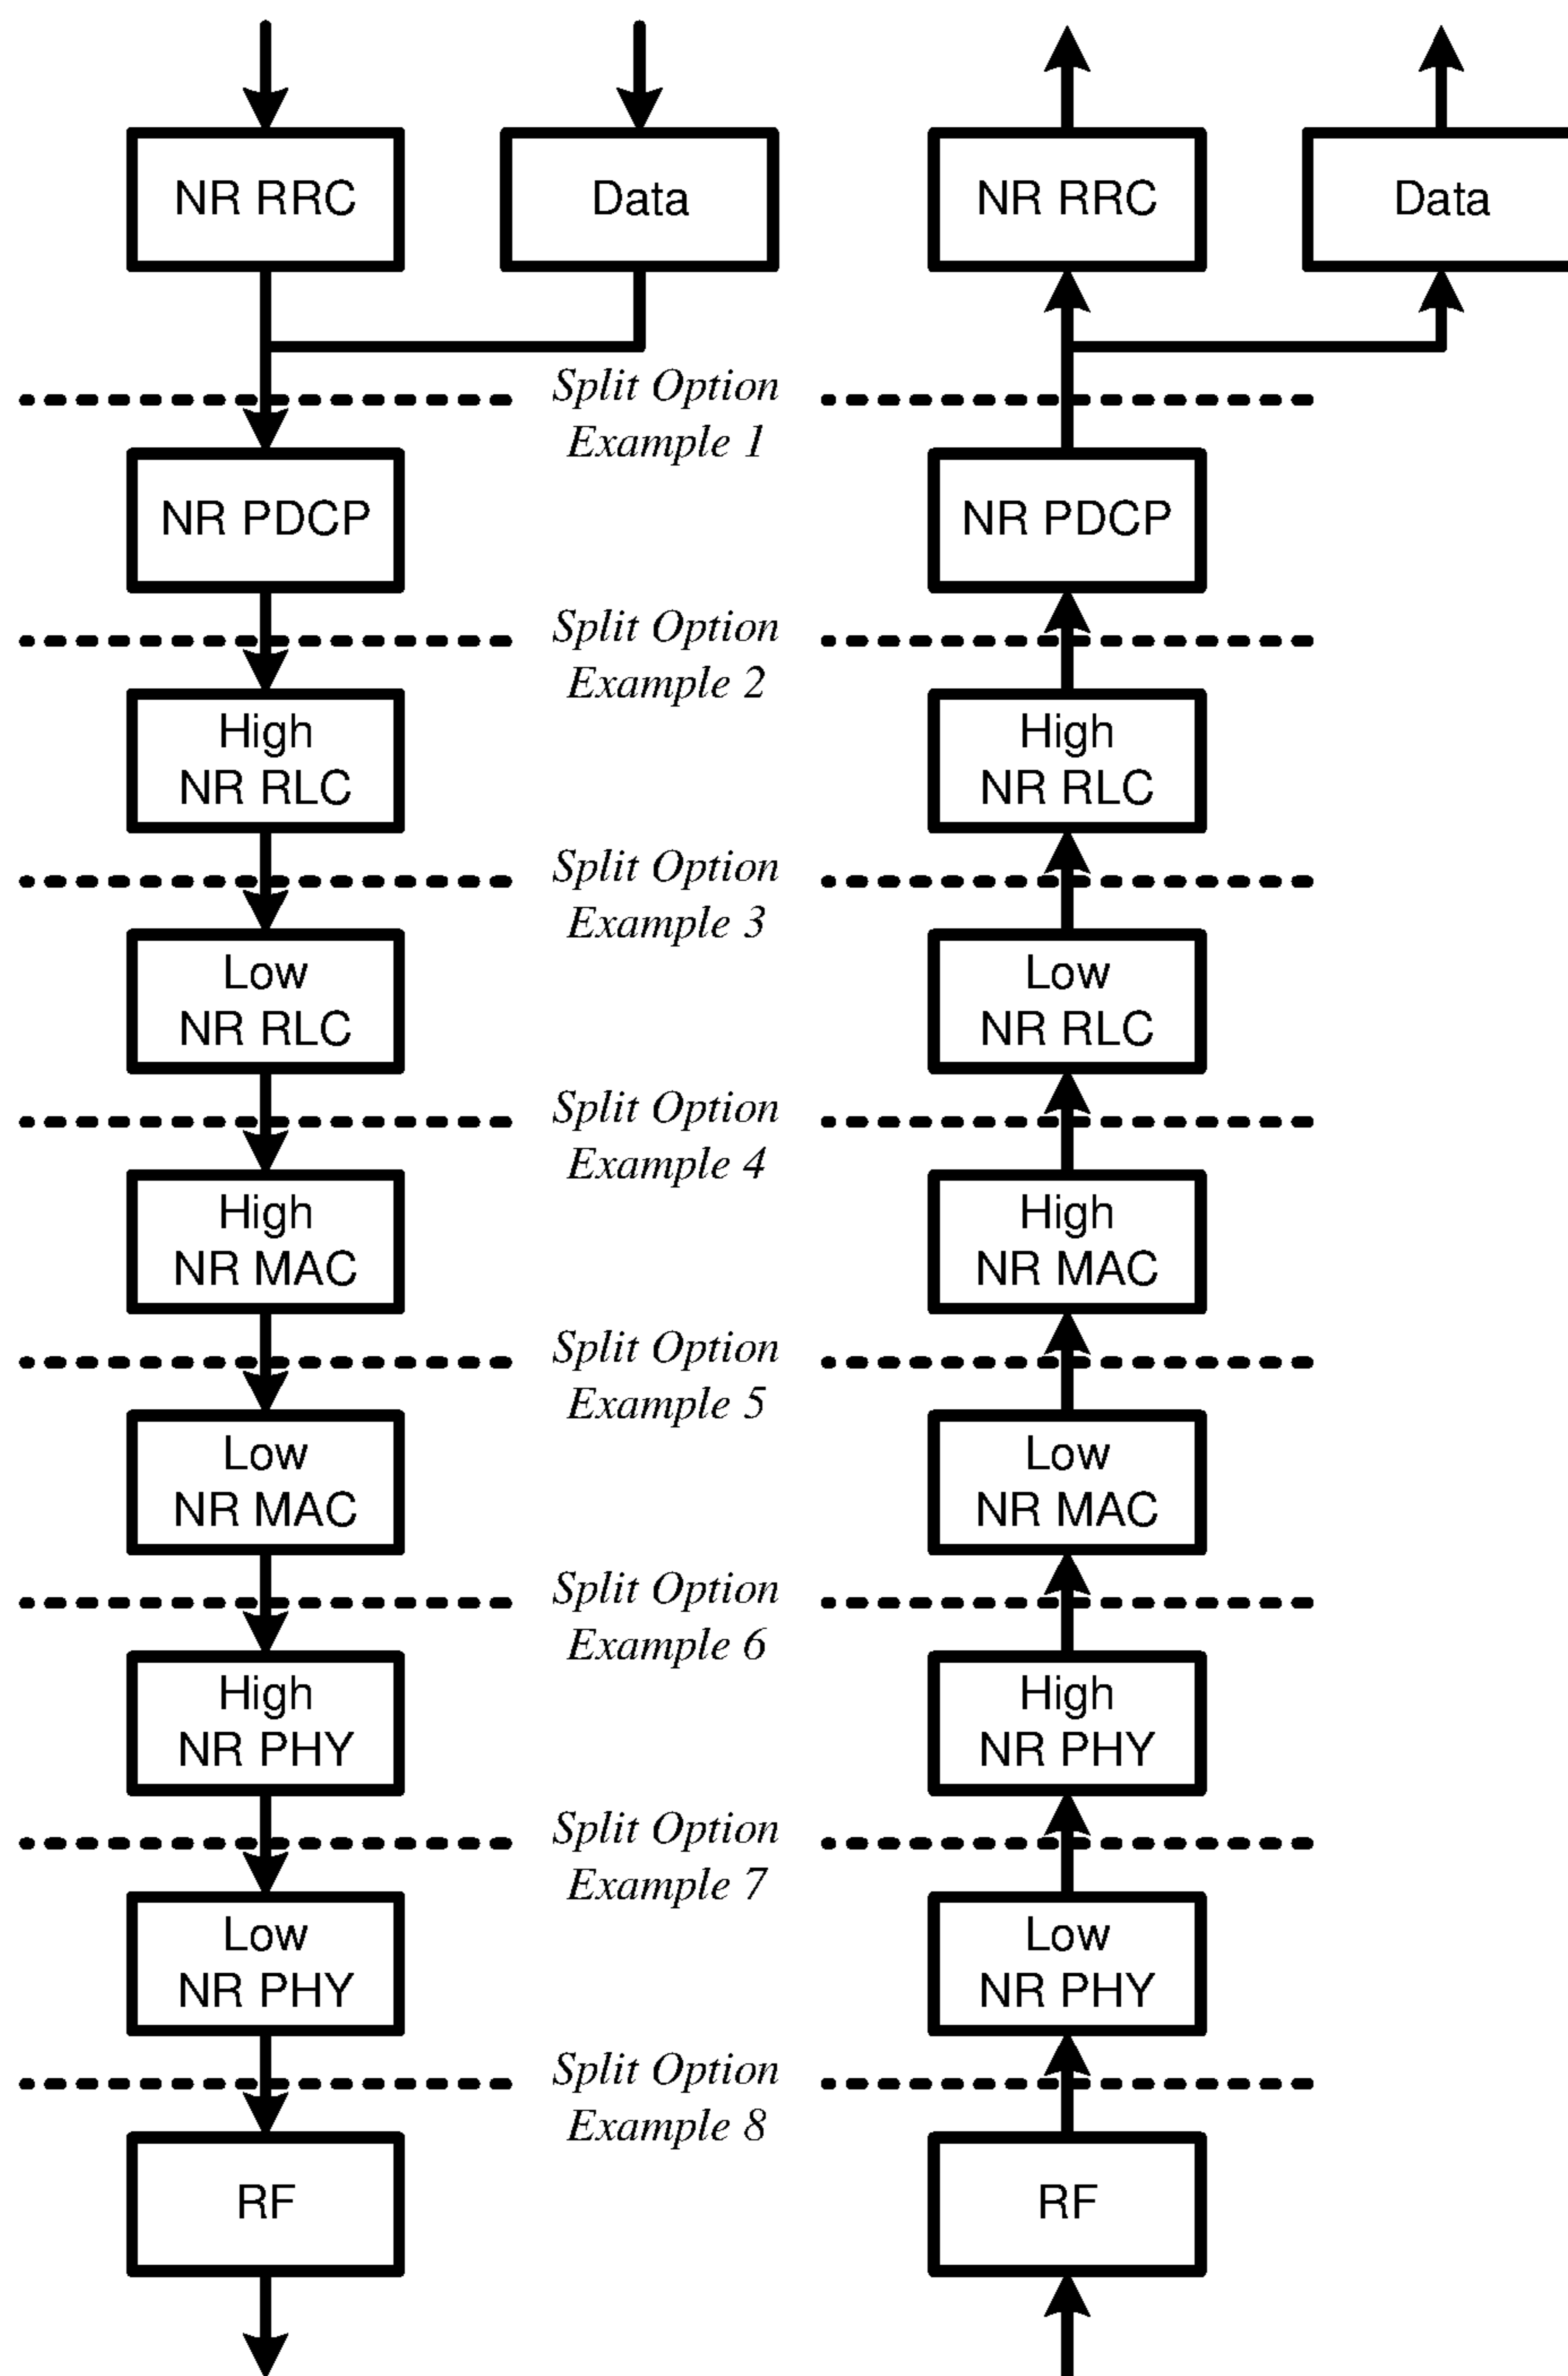 NR RRC
Data
NR RRC
Data
Split Option
Example 1
NR PDCP
NR PDCP
Split Option
Example 2
High
NR RLC
High
NR RLC
Split Option
Example 3
Low
NR RLC
Low
NR RLC
Split Option
Example 4
High
NR MAC
High
NR MAC
Split Option
Example 5
Low
NR MAC
Low
NR MAC
Split Option
Example 6
High
NR PHY
High
NR PHY
Split Option
Example 7
Low
NR PHY
Low
NR PHY
Split Option
Example 8
RF
RF